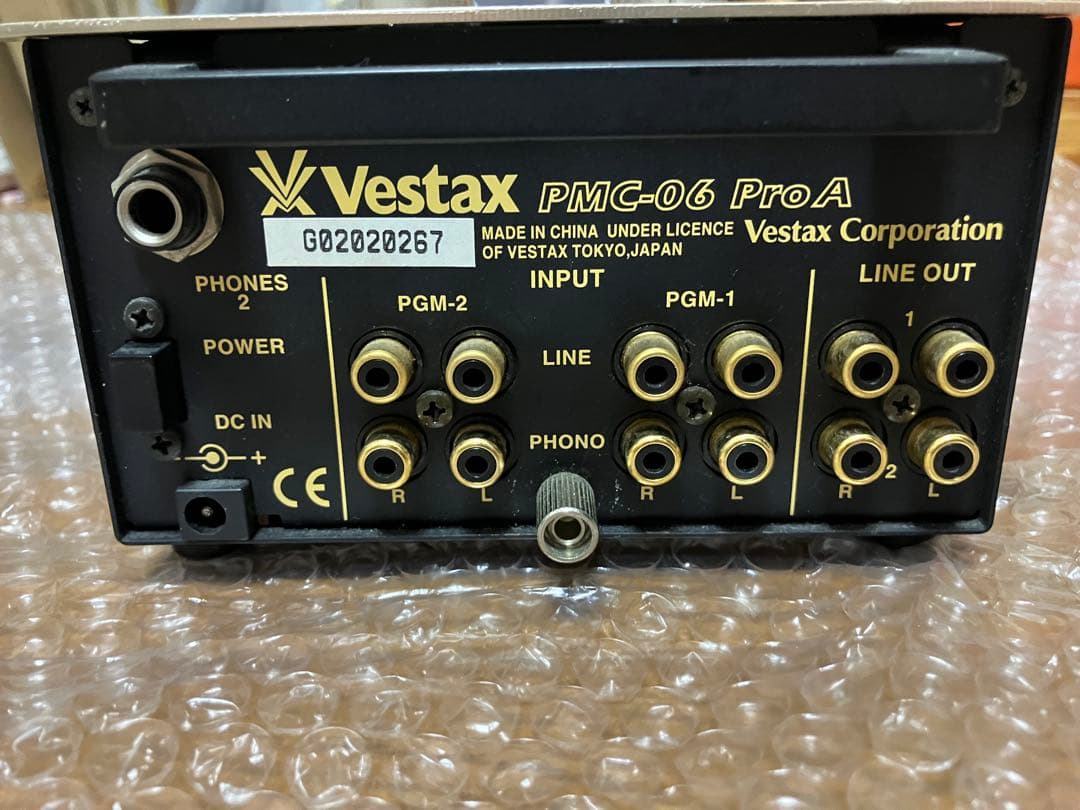 Vestax PMC-06 ProA
G02020267
MADE IN CHINA UNDER LICENCE
OF VESTAX TOKYO,JAPAN
Vestax Corporation
PHONES
2
POWER
DC IN
- +
CE
INPUT
PGM-2
PGM-1
LINE
PHONO
R L
R L
LINE OUT
1
2
R L